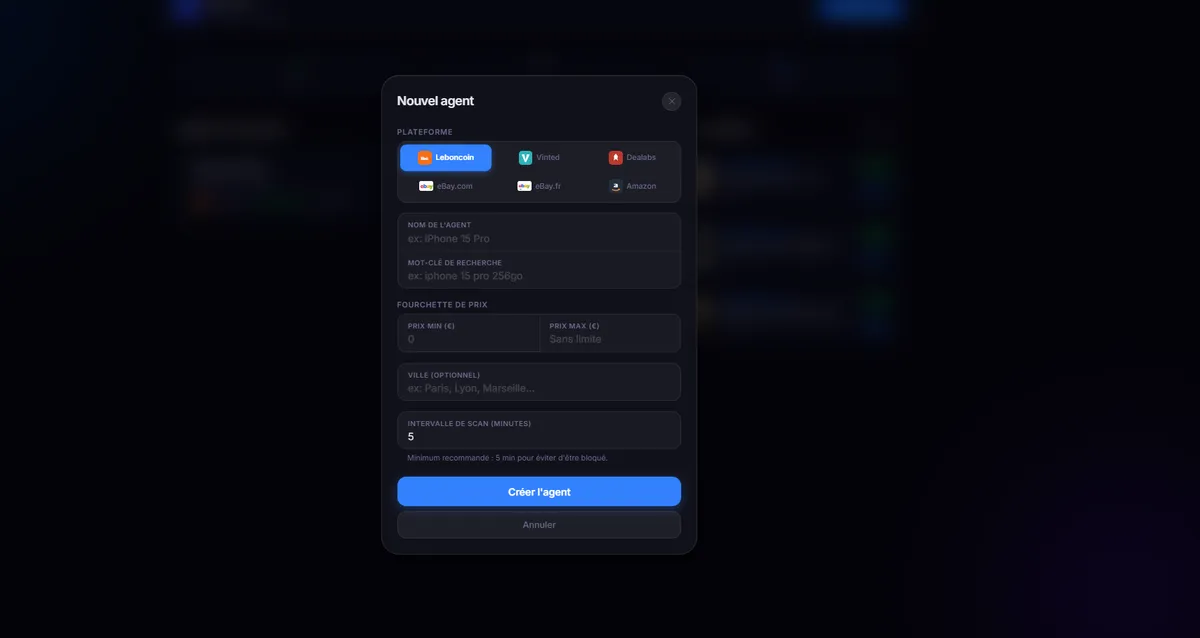 Nouvel agent
PLATEFORME
Leboncoin
Vinted
Dealabs
ebay eBay.com
ebay eBay.fr
Amazon
NOM DE L'AGENT
ex: iPhone 15 Pro
MOT-CLÉ DE RECHERCHE
ex: iphone 15 pro 256go
FOURCHETTE DE PRIX
PRIX MIN (€)
PRIX MAX (€)
0
Sans limite
VILLE (OPTIONNEL)
ex: Paris, Lyon, Marseille...
INTERVALLE DE SCAN (MINUTES)
5
Minimum recommandé : 5 min pour éviter d'être bloqué.
Créer l'agent
Annuler